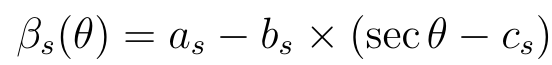 β_s(θ) = a_s − b_s × (sec θ − c_s)